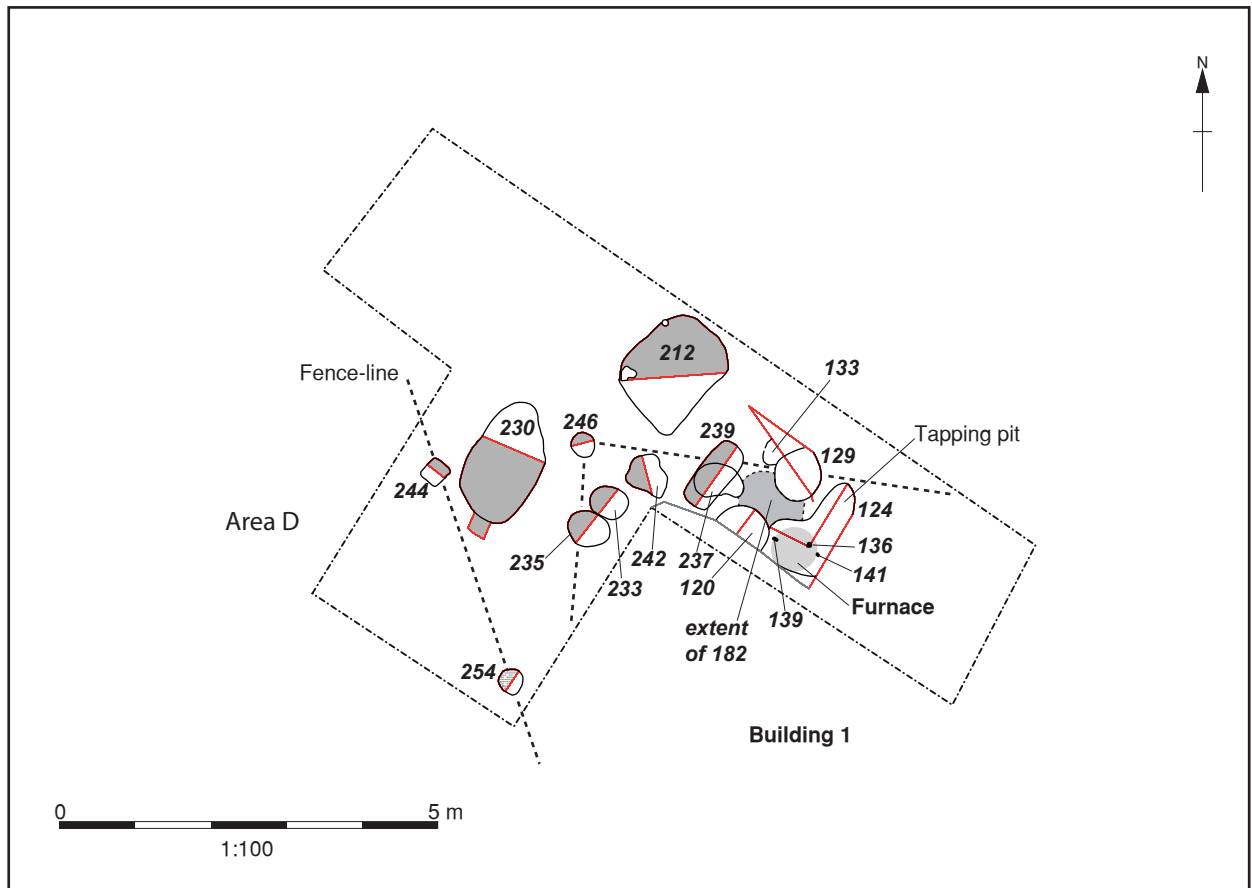 N
212
133
Fence-line
246
239
230
129
Tapping pit
244
124
Area D
136
235
242
237
141
233
120
Furnace
139
extent
of 182
254
Building 1
0
5 m
1:100